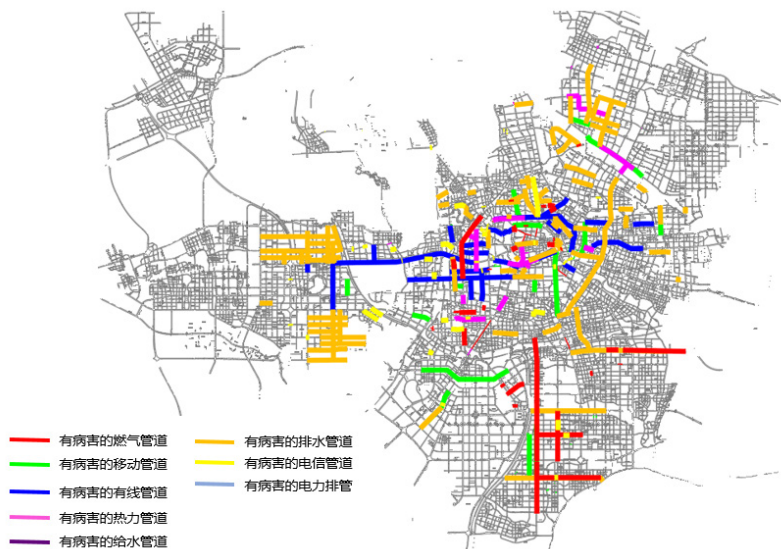 有病害的燃气管道
有病害的移动管道
有病害的有线管道
有病害的热力管道
有病害的给水管道
有病害的排水管道
有病害的电信管道
有病害的电力排管